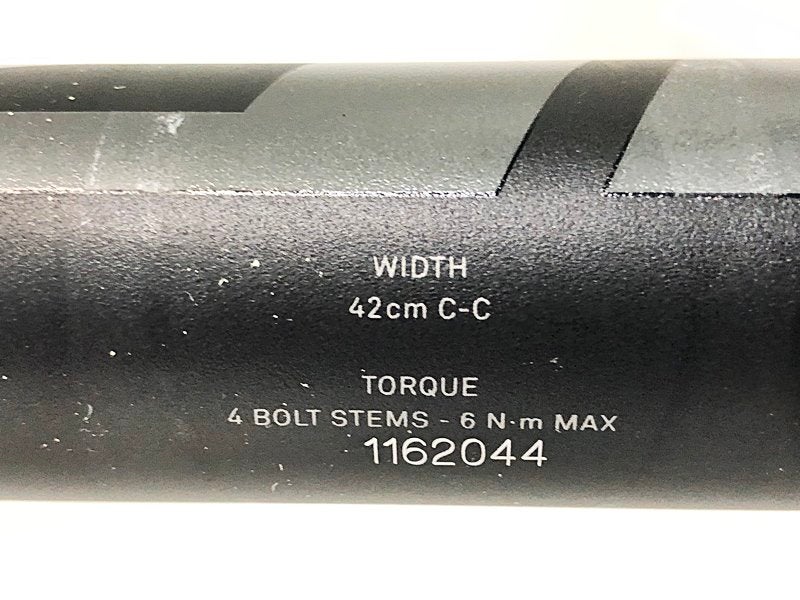 WIDTH
42cm C-C
TORQUE
4 BOLT STEMS - 6 N·m MAX
1162044